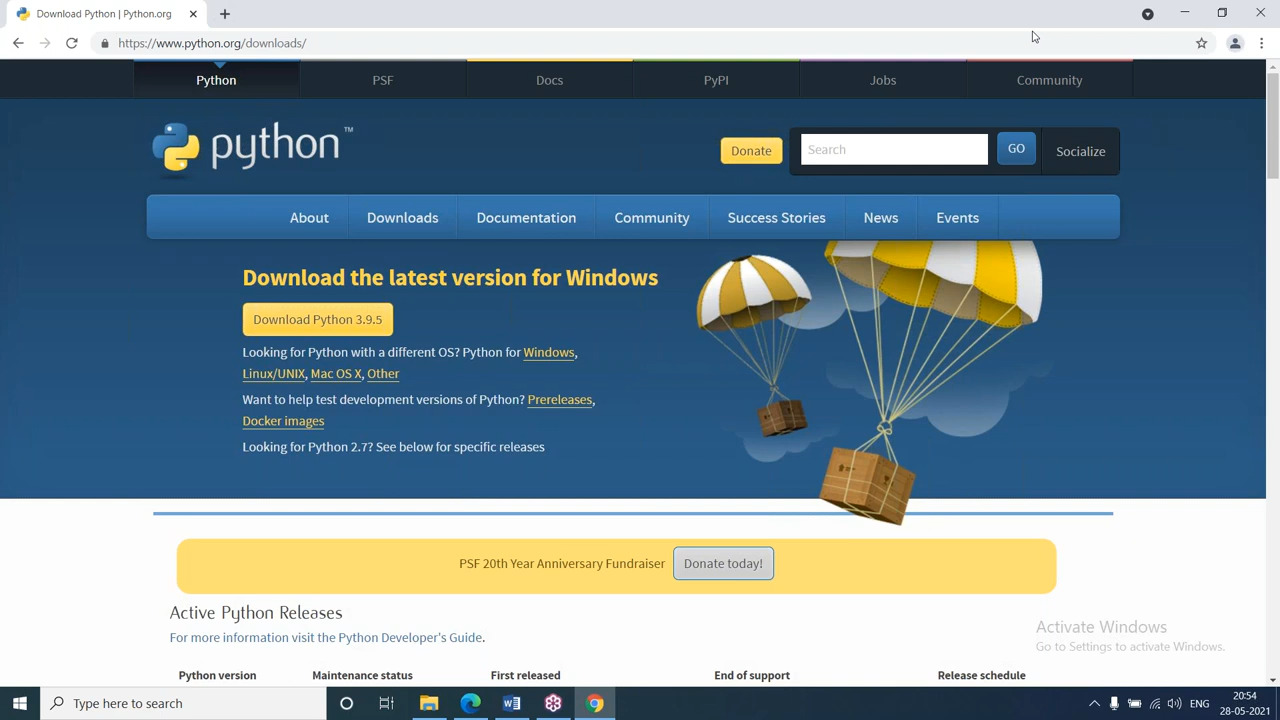 Download Python | Python.org
https://www.python.org/downloads/
Python PSF Docs PyPI Jobs Community
python™
Donate Search GO Socialize
About Downloads Documentation Community Success Stories News Events
Download the latest version for Windows
Download Python 3.9.5
Looking for Python with a different OS? Python for Windows,
Linux/UNIX, Mac OS X, Other
Want to help test development versions of Python? Prereleases,
Docker images
Looking for Python 2.7? See below for specific releases
PSF 20th Year Anniversary Fundraiser Donate today!
Active Python Releases
For more information visit the Python Developer's Guide.
Activate Windows
Go to Settings to activate Windows.
Python version Maintenance status First released End of support Release schedule
Type here to search
ENG
20:54
28-05-2021